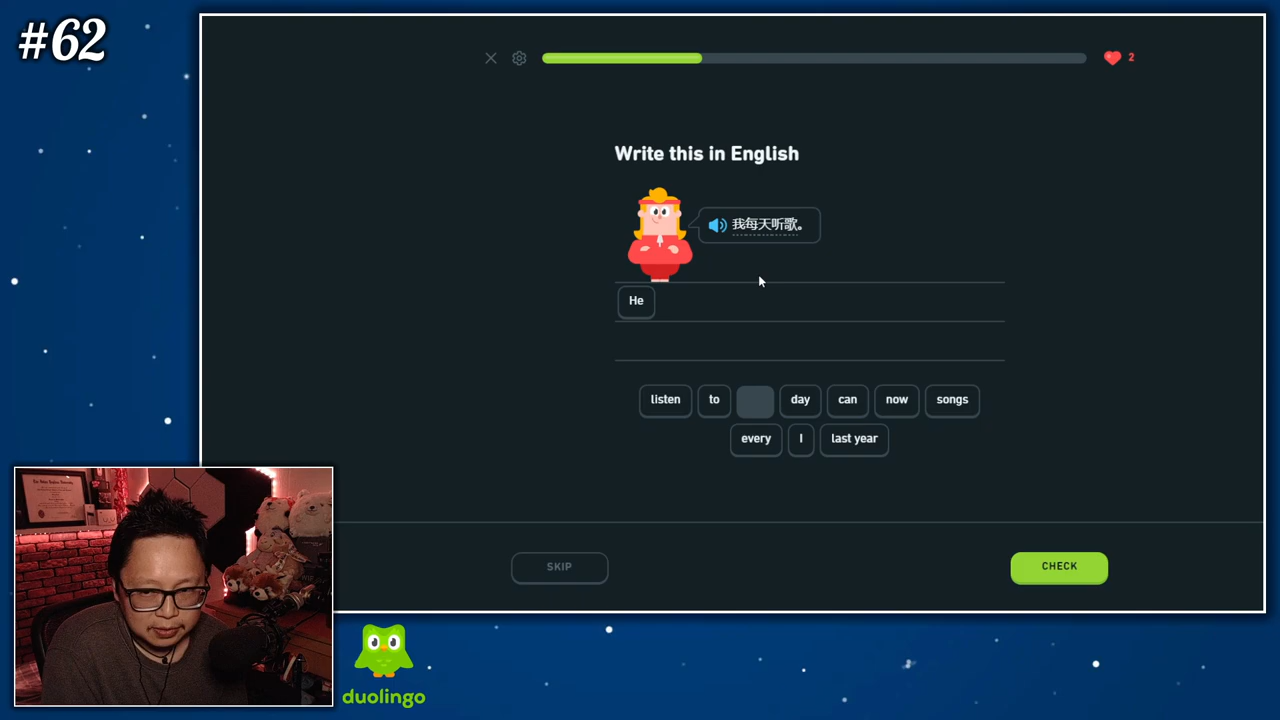 #62
2
Write this in English
我每天听歌。
He
listen to day can now songs
every I last year
SKIP CHECK
duolingo